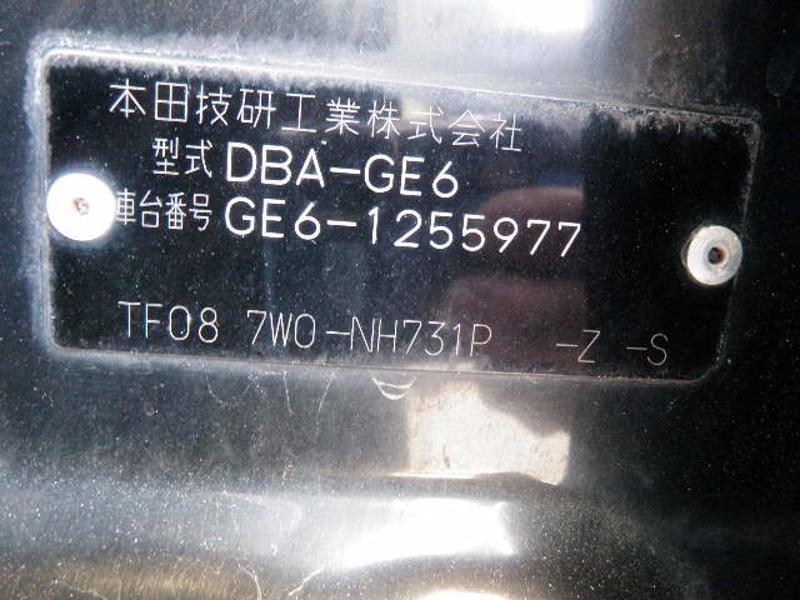 本田技研工業株式会社
型式 DBA-GE6
車台番号 GE6-1255977
TF08 7W0-NH731P -Z -S